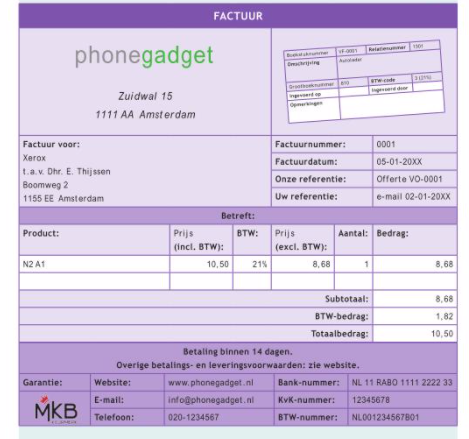 FACTUUR
phonegadget
Zuidwal 15
1111 AA Amsterdam
Boekstuknummer VF-0001 Relatienummer 1301
Omschrijving Autolader
Grootboeknummer 810 BTW-code 3 (21%)
Ingevoerd op Ingevoerd door
Opmerkingen
Factuur voor:
Xerox
t.a.v. Dhr. E. Thijssen
Boomweg 2
1155 EE Amsterdam
Factuurnummer: 0001
Factuurdatum: 05-01-20XX
Onze referentie: Offerte VO-0001
Uw referentie: e-mail 02-01-20XX
Betreft:
Product: Prijs (incl. BTW): BTW: Prijs (excl. BTW): Aantal: Bedrag:
N2 A1 10,50 21% 8,68 1 8,68
Subtotaal: 8,68
BTW-bedrag: 1,82
Totaalbedrag: 10,50
Betaling binnen 14 dagen.
Overige betalings- en leveringsvoorwaarden: zie website.
Garantie: Website: www.phonegadget.nl Bank-nummer: NL 11 RABO 1111 2222 33
MKB E-mail: info@phonegadget.nl KvK-nummer: 12345678
Telefoon: 020-1234567 BTW-nummer: NL001234567B01